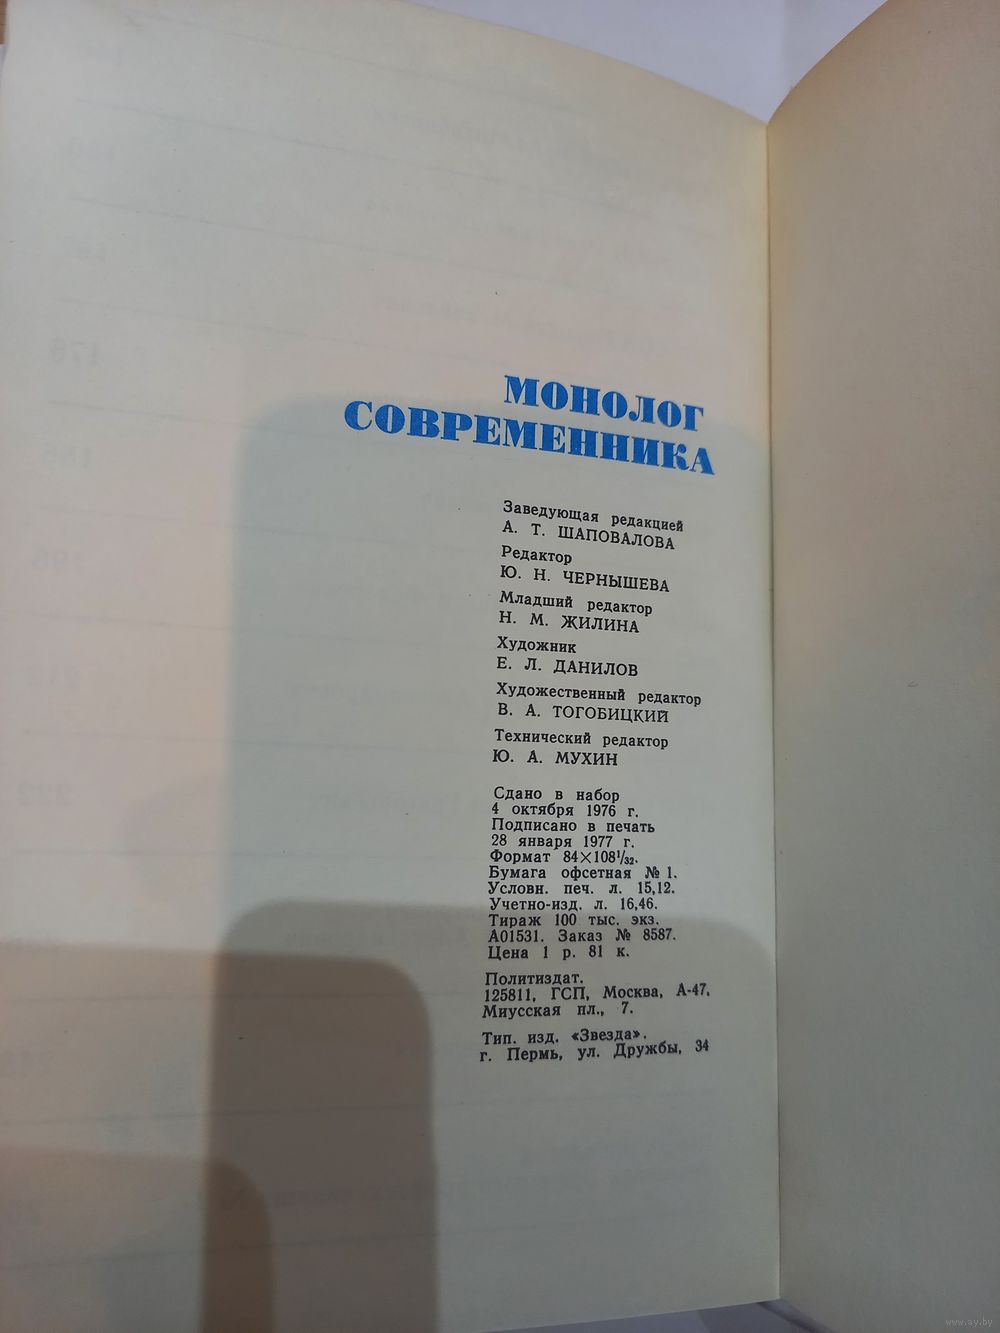 МОНОЛОГ
СОВРЕМЕННИКА
Заведующая редакцией
А. Т. ШАПОВАЛОВА
Редактор
Ю. Н. ЧЕРНЫШЕВА
Младший редактор
Н. М. ЖИЛИНА
Художник
Е. Л. ДАНИЛОВ
Художественный редактор
В. А. ТОГОБИЦКИЙ
Технический редактор
Ю. А. МУХИН
Сдано в набор
4 октября 1976 г.
Подписано в печать
28 января 1977 г.
Формат 84×108¹/₃₂.
Бумага офсетная № 1.
Условн. печ. л. 15,12.
Учетно-изд. л. 16,46.
Тираж 100 тыс. экз.
А01531. Заказ № 8587.
Цена 1 р. 81 к.
Политиздат.
125811, ГСП, Москва, А-47,
Миусская пл., 7.
Тип. изд. «Звезда».
г. Пермь, ул. Дружбы, 34
www.ay.by